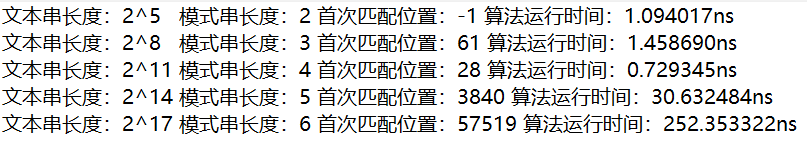 文本串长度：2^5 模式串长度：2 首次匹配位置：-1 算法运行时间：1.094017ns
文本串长度：2^8 模式串长度：3 首次匹配位置：61 算法运行时间：1.458690ns
文本串长度：2^11 模式串长度：4 首次匹配位置：28 算法运行时间：0.729345ns
文本串长度：2^14 模式串长度：5 首次匹配位置：3840 算法运行时间：30.632484ns
文本串长度：2^17 模式串长度：6 首次匹配位置：57519 算法运行时间：252.353322ns